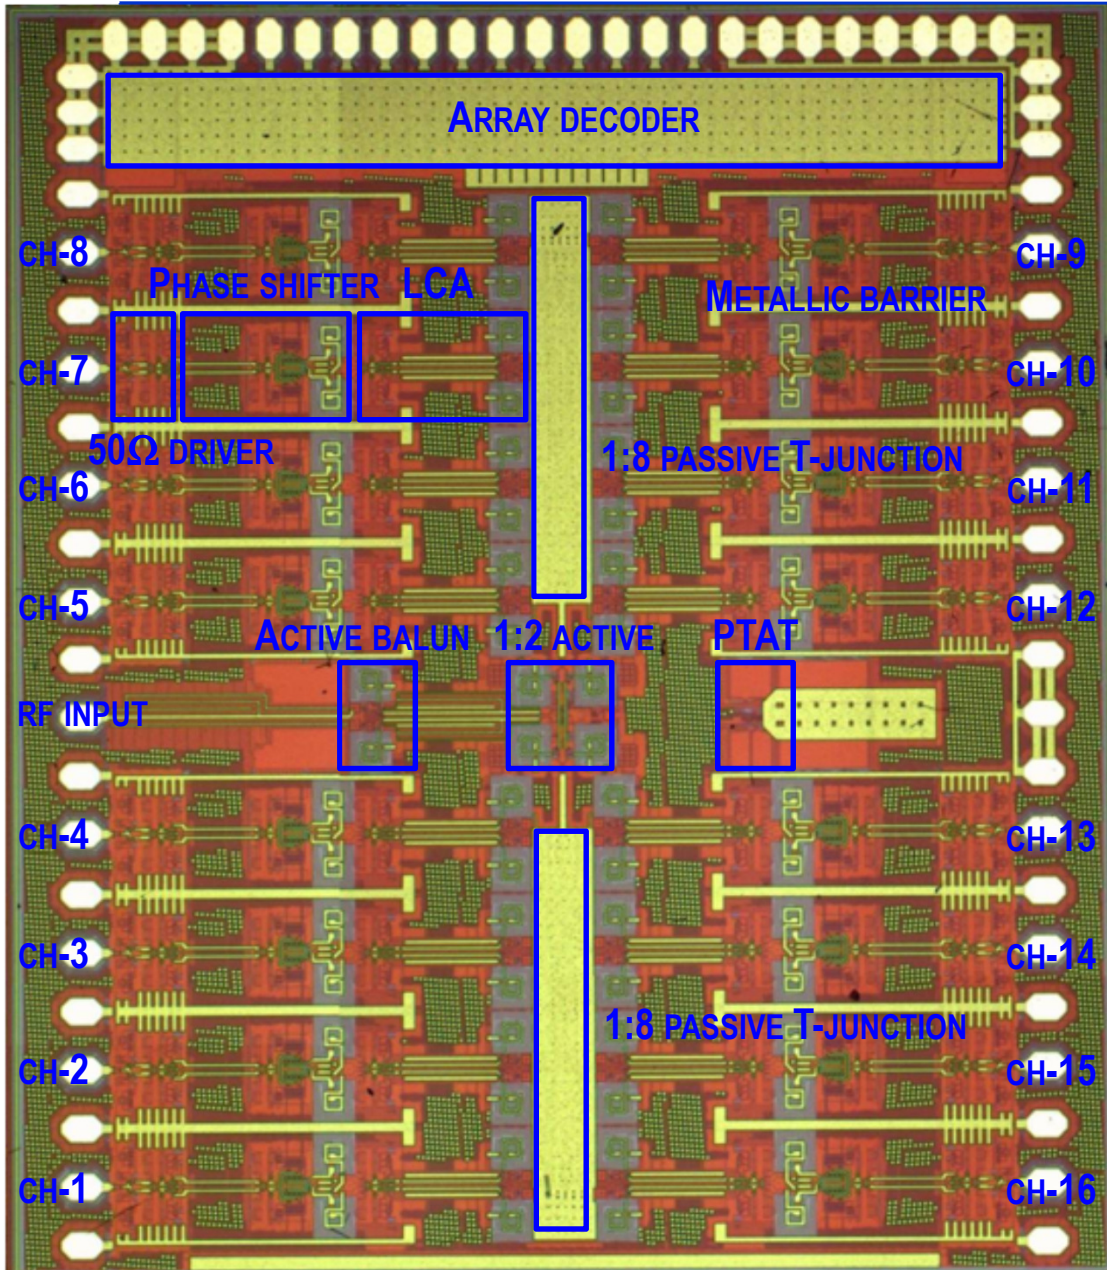 ARRAY DECODER
CH-8
CH-9
PHASE SHIFTER LCA
METALLIC BARRIER
CH-7
CH-10
50Ω DRIVER
1:8 PASSIVE T-JUNCTION
CH-6
CH-11
CH-5
CH-12
ACTIVE BALUN 1:2 ACTIVE PTAT
RF INPUT
CH-4
CH-13
CH-3
CH-14
1:8 PASSIVE T-JUNCTION
CH-2
CH-15
CH-1
CH-16